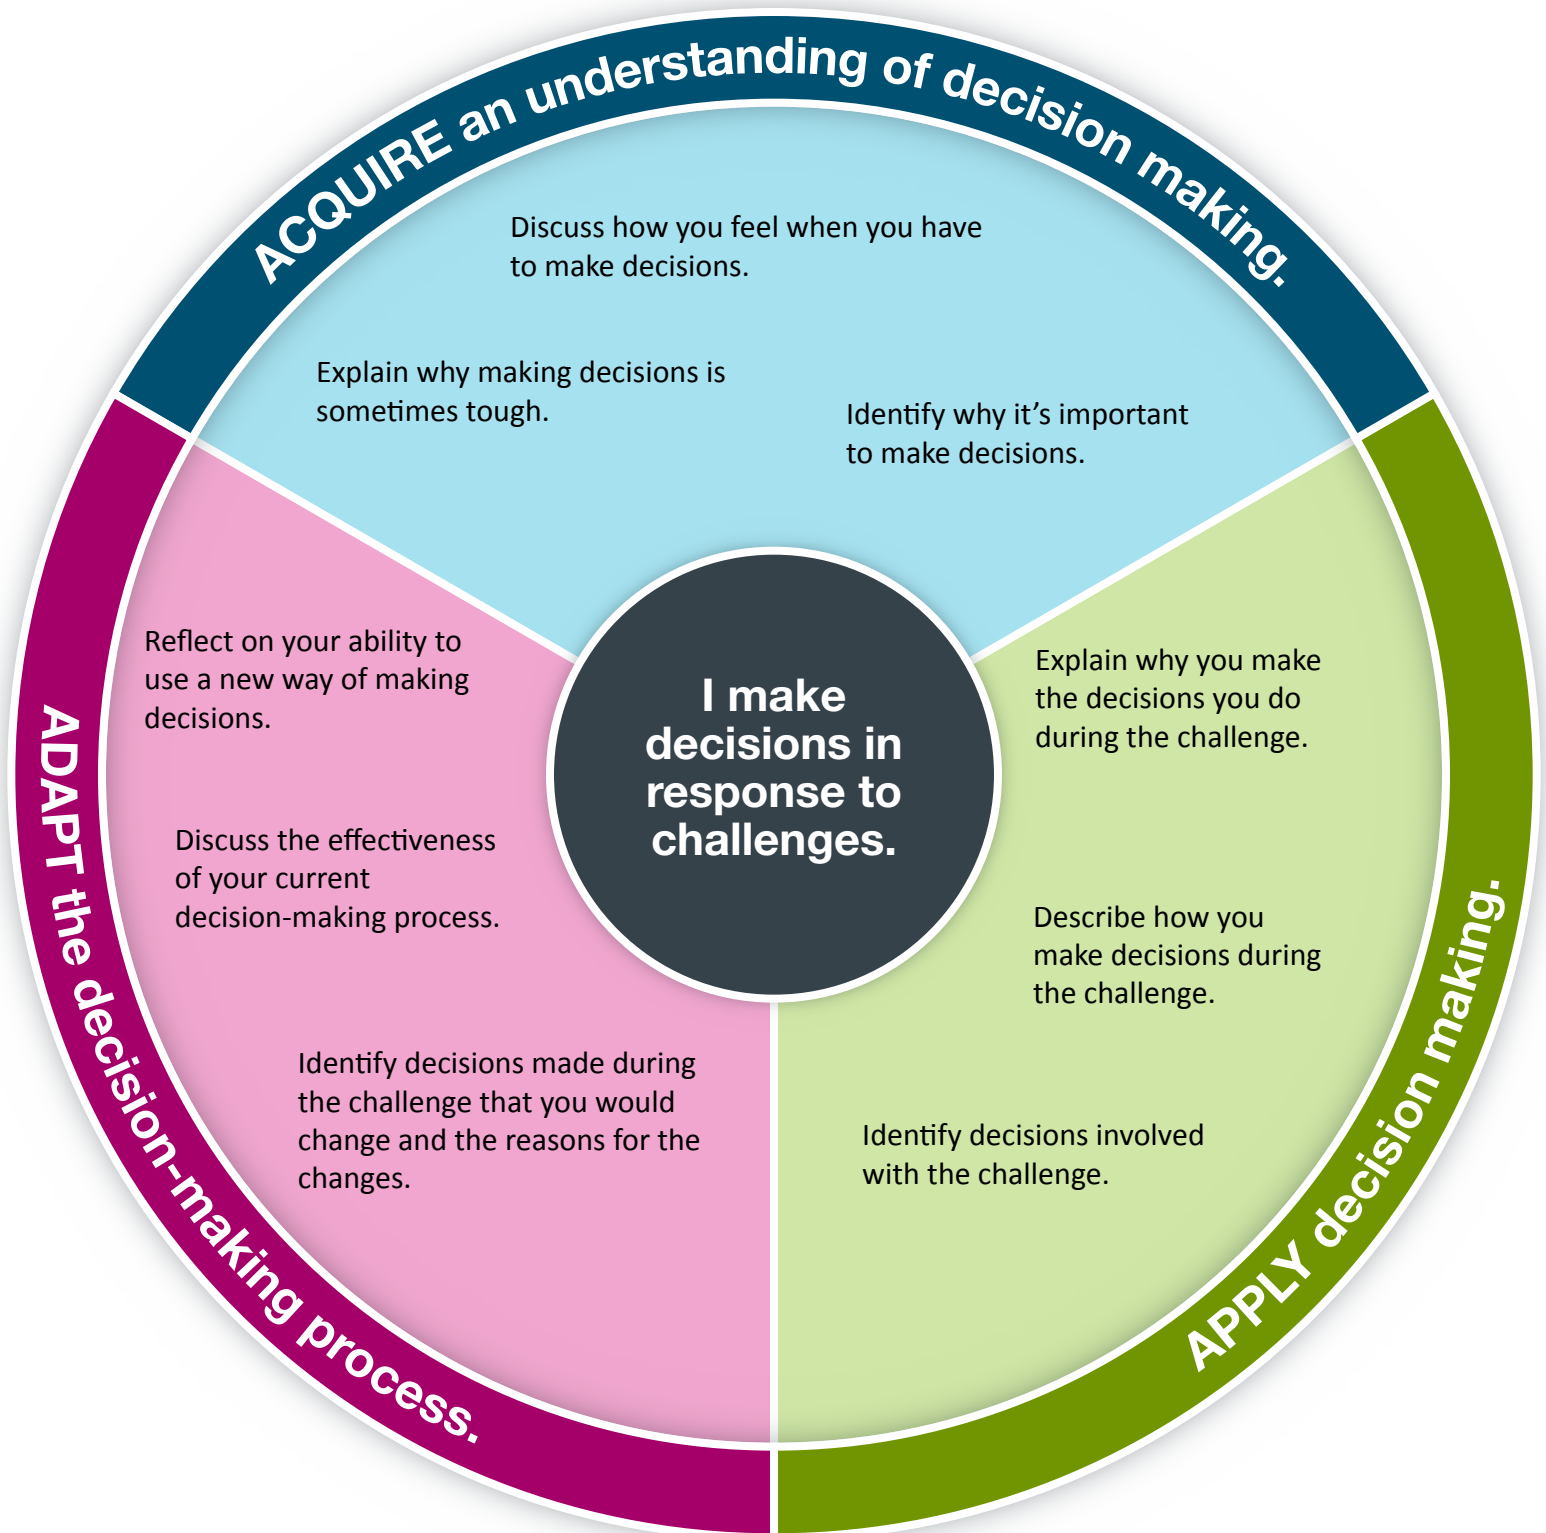 ACQUIRE an understanding of decision making.
Discuss how you feel when you have
to make decisions.
Explain why making decisions is
sometimes tough.
Identify why it's important
to make decisions.
I make
decisions in
response to
challenges.
APPLY decision making.
Explain why you make
the decisions you do
during the challenge.
Describe how you
make decisions during
the challenge.
Identify decisions involved
with the challenge.
ADAPT the decision-making process.
Reflect on your ability to
use a new way of making
decisions.
Discuss the effectiveness
of your current
decision-making process.
Identify decisions made during
the challenge that you would
change and the reasons for the
changes.